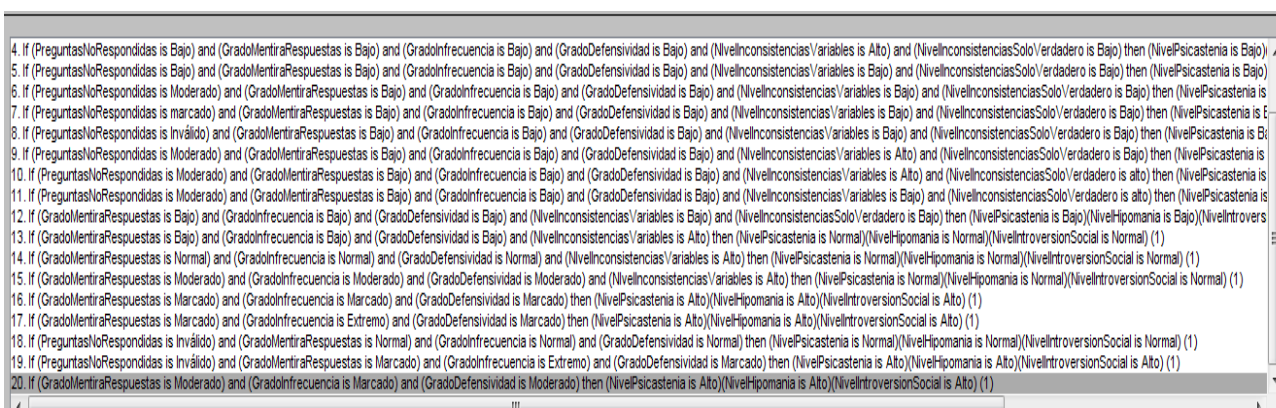 4. If (PreguntasNoRespondidas is Bajo) and (GradoMentiraRespuestas is Bajo) and (GradoInfrecuencia is Bajo) and (GradoDefensividad is Bajo) and (NIvelInconsistenciasVariables is Alto) and (NivelInconsistenciasSoloVerdadero is Bajo) then (NivelPsicastenia is Bajo)(
5. If (PreguntasNoRespondidas is Bajo) and (GradoMentiraRespuestas is Bajo) and (GradoInfrecuencia is Bajo) and (GradoDefensividad is Bajo) and (NIvelInconsistenciasVariables is Bajo) and (NivelInconsistenciasSoloVerdadero is Bajo) then (NivelPsicastenia is Bajo)
6. If (PreguntasNoRespondidas is Moderado) and (GradoMentiraRespuestas is Bajo) and (GradoInfrecuencia is Bajo) and (GradoDefensividad is Bajo) and (NIvelInconsistenciasVariables is Bajo) and (NivelInconsistenciasSoloVerdadero is Bajo) then (NivelPsicastenia is
7. If (PreguntasNoRespondidas is marcado) and (GradoMentiraRespuestas is Bajo) and (GradoInfrecuencia is Bajo) and (GradoDefensividad is Bajo) and (NIvelInconsistenciasVariables is Bajo) and (NivelInconsistenciasSoloVerdadero is Bajo) then (NivelPsicastenia is
8. If (PreguntasNoRespondidas is Inválido) and (GradoMentiraRespuestas is Bajo) and (GradoInfrecuencia is Bajo) and (GradoDefensividad is Bajo) and (NIvelInconsistenciasVariables is Bajo) and (NivelInconsistenciasSoloVerdadero is Bajo) then (NivelPsicastenia is Ba
9. If (PreguntasNoRespondidas is Moderado) and (GradoMentiraRespuestas is Bajo) and (GradoInfrecuencia is Bajo) and (GradoDefensividad is Bajo) and (NIvelInconsistenciasVariables is Alto) and (NivelInconsistenciasSoloVerdadero is Bajo) then (NivelPsicastenia is
10. If (PreguntasNoRespondidas is Moderado) and (GradoMentiraRespuestas is Bajo) and (GradoInfrecuencia is Bajo) and (GradoDefensividad is Bajo) and (NIvelInconsistenciasVariables is Alto) and (NivelInconsistenciasSoloVerdadero is alto) then (NivelPsicastenia is
11. If (PreguntasNoRespondidas is Moderado) and (GradoMentiraRespuestas is Bajo) and (GradoInfrecuencia is Bajo) and (GradoDefensividad is Bajo) and (NIvelInconsistenciasVariables is Bajo) and (NivelInconsistenciasSoloVerdadero is alto) then (NivelPsicastenia is
12. If (GradoMentiraRespuestas is Bajo) and (GradoInfrecuencia is Bajo) and (GradoDefensividad is Bajo) and (NIvelInconsistenciasVariables is Bajo) and (NivelInconsistenciasSoloVerdadero is Bajo) then (NivelPsicastenia is Bajo)(NivelHipomania is Bajo)(NivelIntrovers
13. If (GradoMentiraRespuestas is Bajo) and (GradoInfrecuencia is Bajo) and (GradoDefensividad is Bajo) and (NIvelInconsistenciasVariables is Alto) then (NivelPsicastenia is Normal)(NivelHipomania is Normal)(NivelIntroversionSocial is Normal) (1)
14. If (GradoMentiraRespuestas is Normal) and (GradoInfrecuencia is Normal) and (GradoDefensividad is Normal) and (NIvelInconsistenciasVariables is Alto) then (NivelPsicastenia is Normal)(NivelHipomania is Normal)(NivelIntroversionSocial is Normal) (1)
15. If (GradoMentiraRespuestas is Moderado) and (GradoInfrecuencia is Moderado) and (GradoDefensividad is Moderado) and (NIvelInconsistenciasVariables is Alto) then (NivelPsicastenia is Normal)(NivelHipomania is Normal)(NivelIntroversionSocial is Normal) (1)
16. If (GradoMentiraRespuestas is Marcado) and (GradoInfrecuencia is Marcado) and (GradoDefensividad is Marcado) then (NivelPsicastenia is Alto)(NivelHipomania is Alto)(NivelIntroversionSocial is Alto) (1)
17. If (GradoMentiraRespuestas is Marcado) and (GradoInfrecuencia is Extremo) and (GradoDefensividad is Marcado) then (NivelPsicastenia is Alto)(NivelHipomania is Alto)(NivelIntroversionSocial is Alto) (1)
18. If (PreguntasNoRespondidas is Inválido) and (GradoMentiraRespuestas is Normal) and (GradoInfrecuencia is Normal) and (GradoDefensividad is Normal) then (NivelPsicastenia is Normal)(NivelHipomania is Normal)(NivelIntroversionSocial is Normal) (1)
19. If (PreguntasNoRespondidas is Inválido) and (GradoMentiraRespuestas is Marcado) and (GradoInfrecuencia is Extremo) and (GradoDefensividad is Marcado) then (NivelPsicastenia is Alto)(NivelHipomania is Alto)(NivelIntroversionSocial is Alto) (1)
20. If (GradoMentiraRespuestas is Moderado) and (GradoInfrecuencia is Marcado) and (GradoDefensividad is Moderado) then (NivelPsicastenia is Alto)(NivelHipomania is Alto)(NivelIntroversionSocial is Alto) (1)